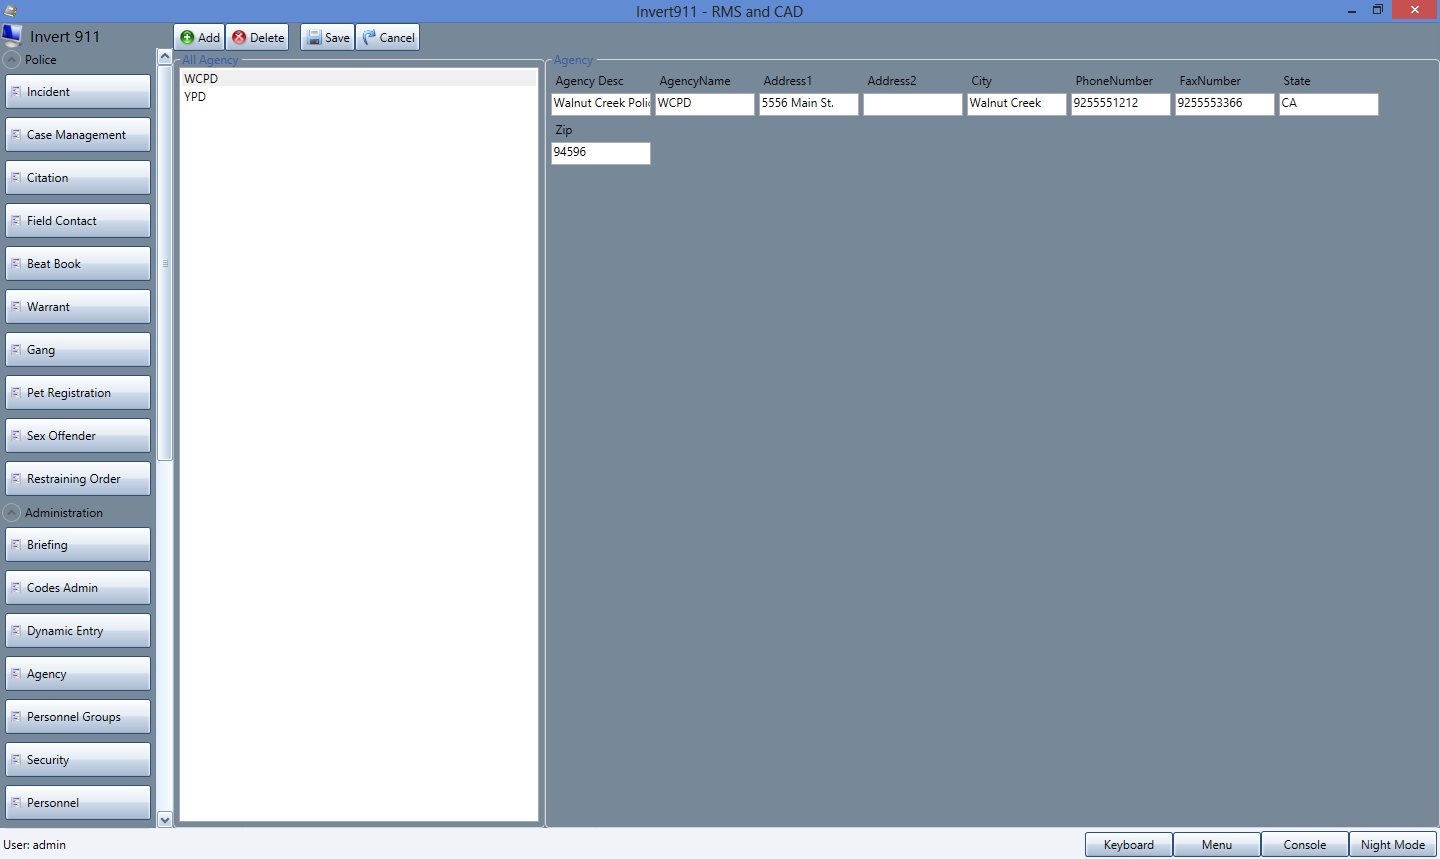 Invert911 - RMS and CAD
Invert 911
Add Delete Save Cancel
Police
Incident
Case Management
Citation
Field Contact
Beat Book
Warrant
Gang
Pet Registration
Sex Offender
Restraining Order
Administration
Briefing
Codes Admin
Dynamic Entry
Agency
Personnel Groups
Security
Personnel
All Agency
WCPD
YPD
Agency
Agency Desc AgencyName Address1 Address2 City PhoneNumber FaxNumber State
Walnut Creek Poli WCPD 5556 Main St. Walnut Creek 9255551212 9255553366 CA
Zip
94596
User: admin
Keyboard Menu Console Night Mode